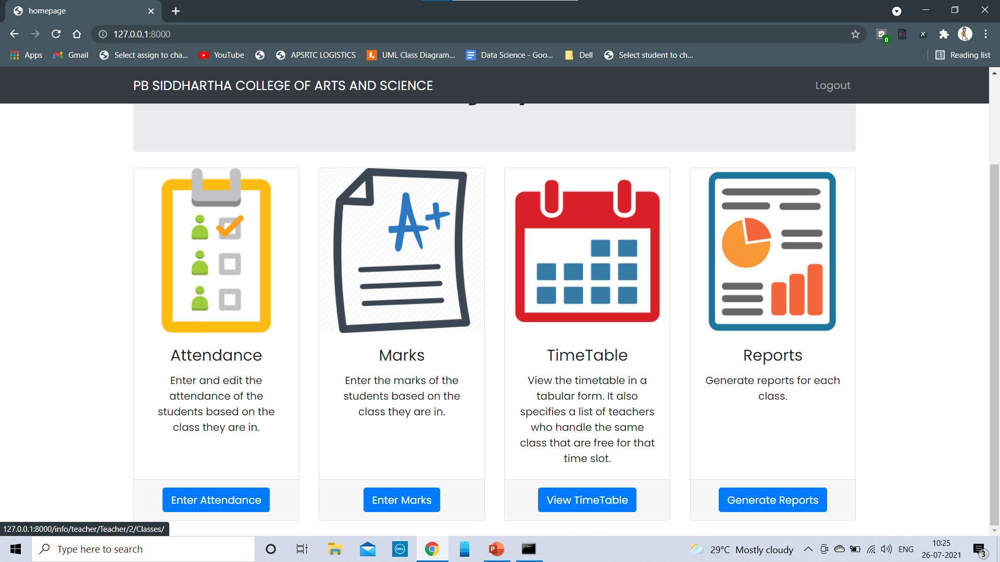 homepage
127.0.0.1:8000
0
X
Apps
Gmail
Select assign to cha...
YouTube
APSRTC LOGISTICS
UML Class Diagram...
Data Science - Goo...
Dell
Select student to ch...
Reading list
PB SIDDHARTHA COLLEGE OF ARTS AND SCIENCE
Logout
A+
Attendance
Enter and edit the
attendance of the
students based on the
class they are in.
Enter Attendance
Marks
Enter the marks of the
students based on the
class they are in.
Enter Marks
TimeTable
View the timetable in a
tabular form. It also
specifies a list of teachers
who handle the same
class that are free for that
time slot.
View TimeTable
Reports
Generate reports for each
class.
Generate Reports
127.0.0.1:8000/info/teacher/Teacher/2/Classes/
Type here to search
DELL
P
29°C Mostly cloudy
ENG
10:25
26-07-2021
3